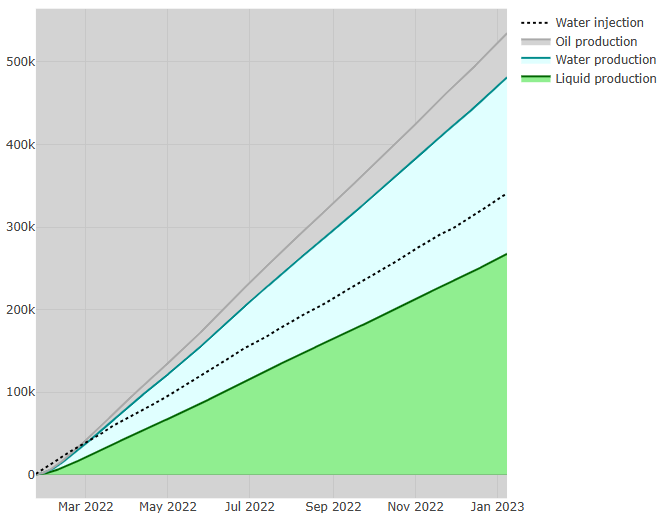 Water injection
Oil production
Water production
Liquid production
500k
400k
300k
200k
100k
0
Mar 2022
May 2022
Jul 2022
Sep 2022
Nov 2022
Jan 2023